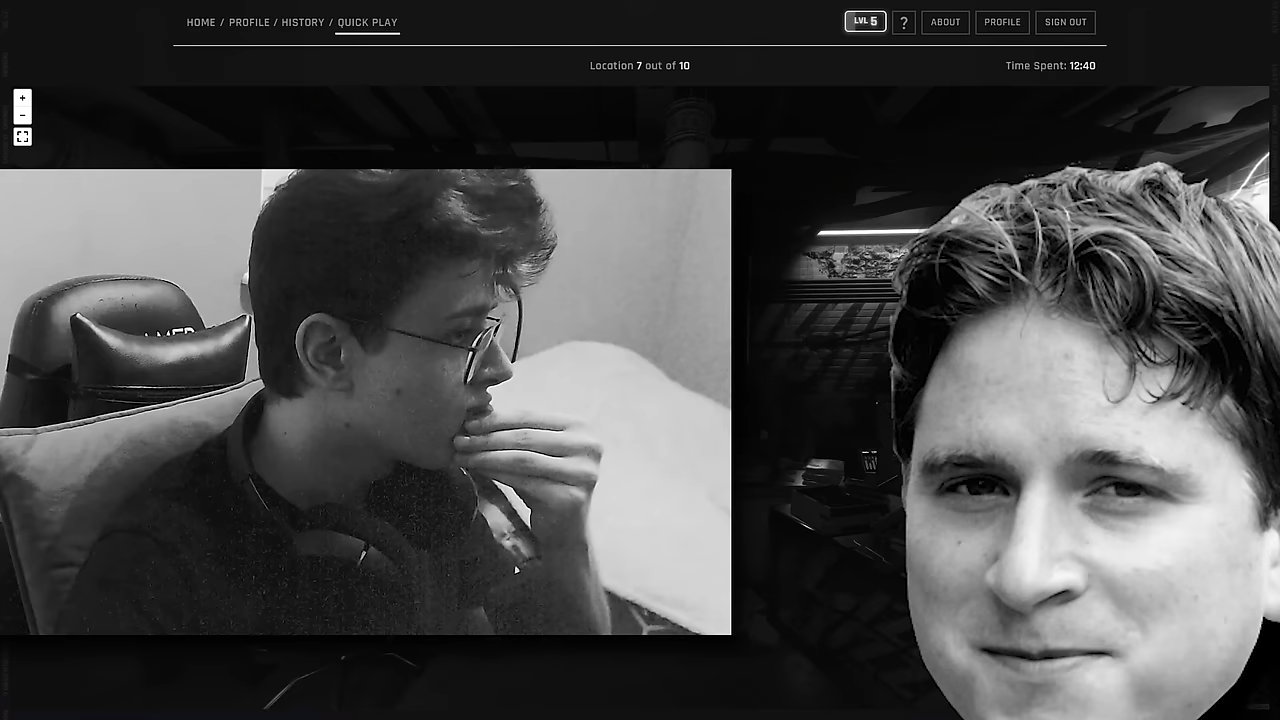 HOME / PROFILE / HISTORY / QUICK PLAY
LVL 5 ? ABOUT PROFILE SIGN OUT
Location 7 out of 10
Time Spent: 12:40
+
−